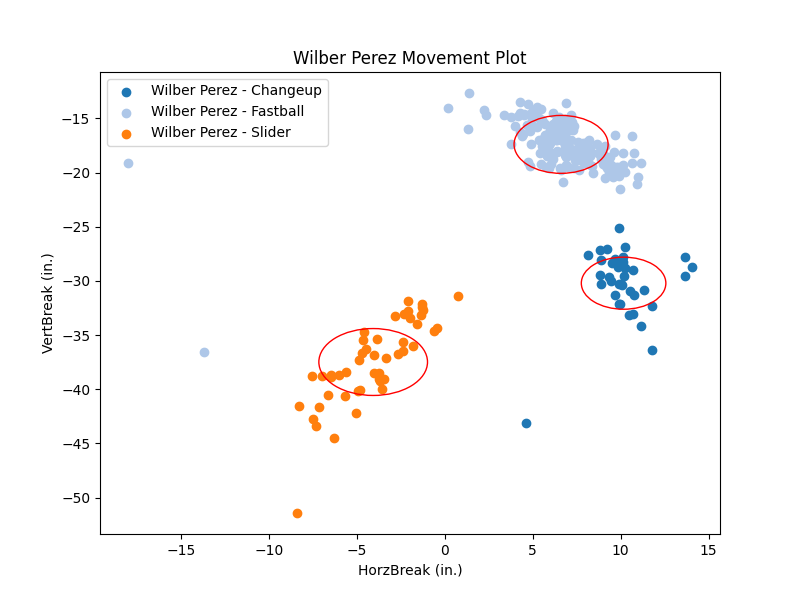 Wilber Perez Movement Plot
Wilber Perez - Changeup
Wilber Perez - Fastball
Wilber Perez - Slider
VertBreak (in.)
−15
−20
−25
−30
−35
−40
−45
−50
−15
−10
−5
0
5
10
15
HorzBreak (in.)